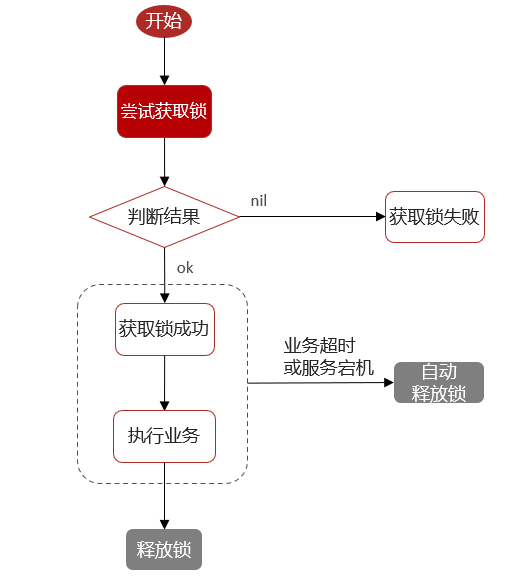 开始
尝试获取锁
判断结果
nil
获取锁失败
ok
获取锁成功
业务超时
或服务宕机
自动
释放锁
执行业务
释放锁